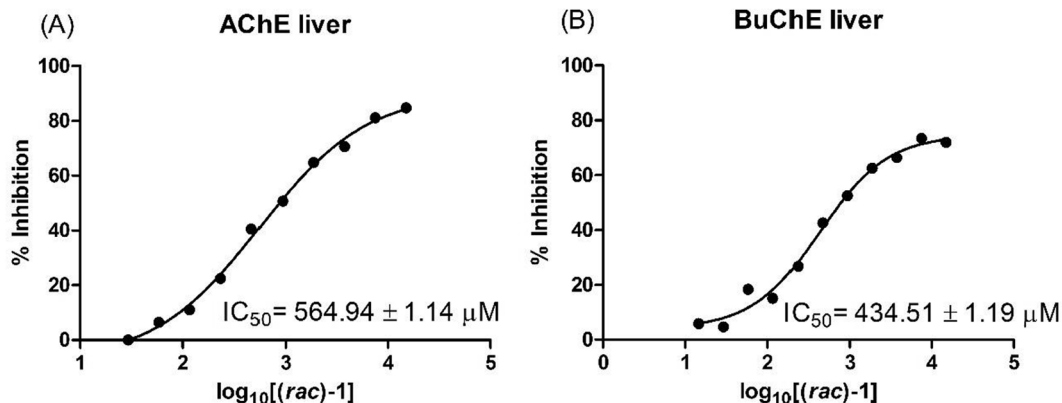 (A)
AChE liver
% Inhibition
100
80
60
40
20
0
1 2 3 4 5
IC50= 564.94 ± 1.14 μM
log10[(rac)-1]
(B)
BuChE liver
% Inhibition
100
80
60
40
20
0
0 1 2 3 4 5
IC50= 434.51 ± 1.19 μM
log10[(rac)-1]